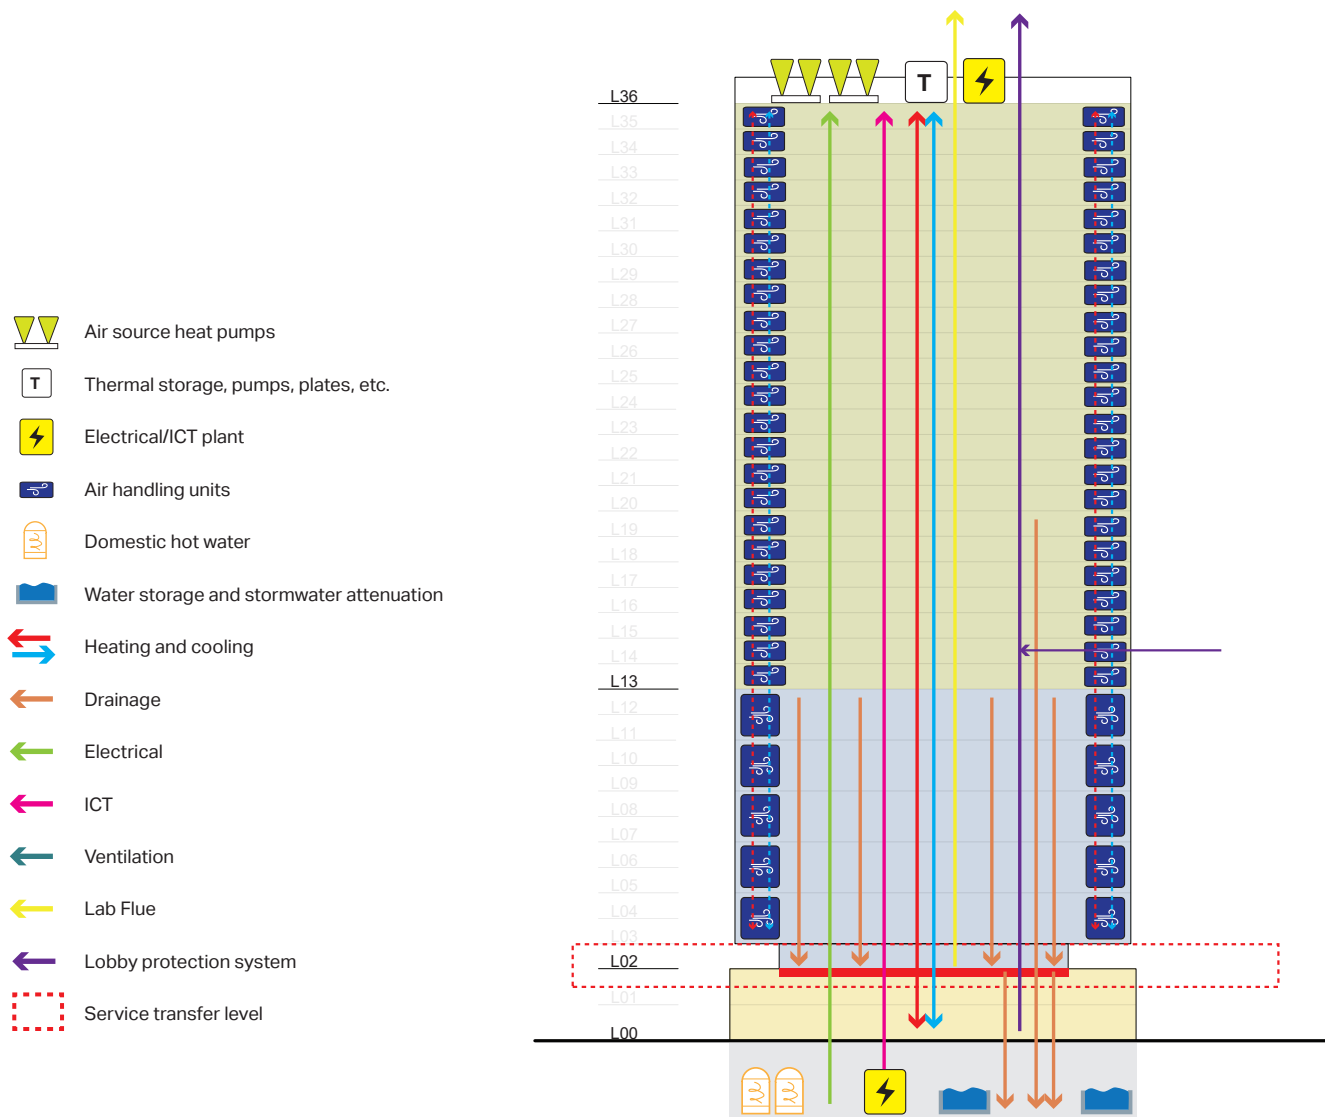 T
L36
L35
L34
L33
L32
L31
L30
L29
L28
L27
L26
L25
L24
L23
L22
L21
L20
L19
L18
L17
L16
L15
L14
L13
L12
L11
L10
L09
L08
L07
L06
L05
L04
L03
L02
L01
L00
Air source heat pumps
T
Thermal storage, pumps, plates, etc.
Electrical/ICT plant
Air handling units
Domestic hot water
Water storage and stormwater attenuation
Heating and cooling
Drainage
Electrical
ICT
Ventilation
Lab Flue
Lobby protection system
Service transfer level